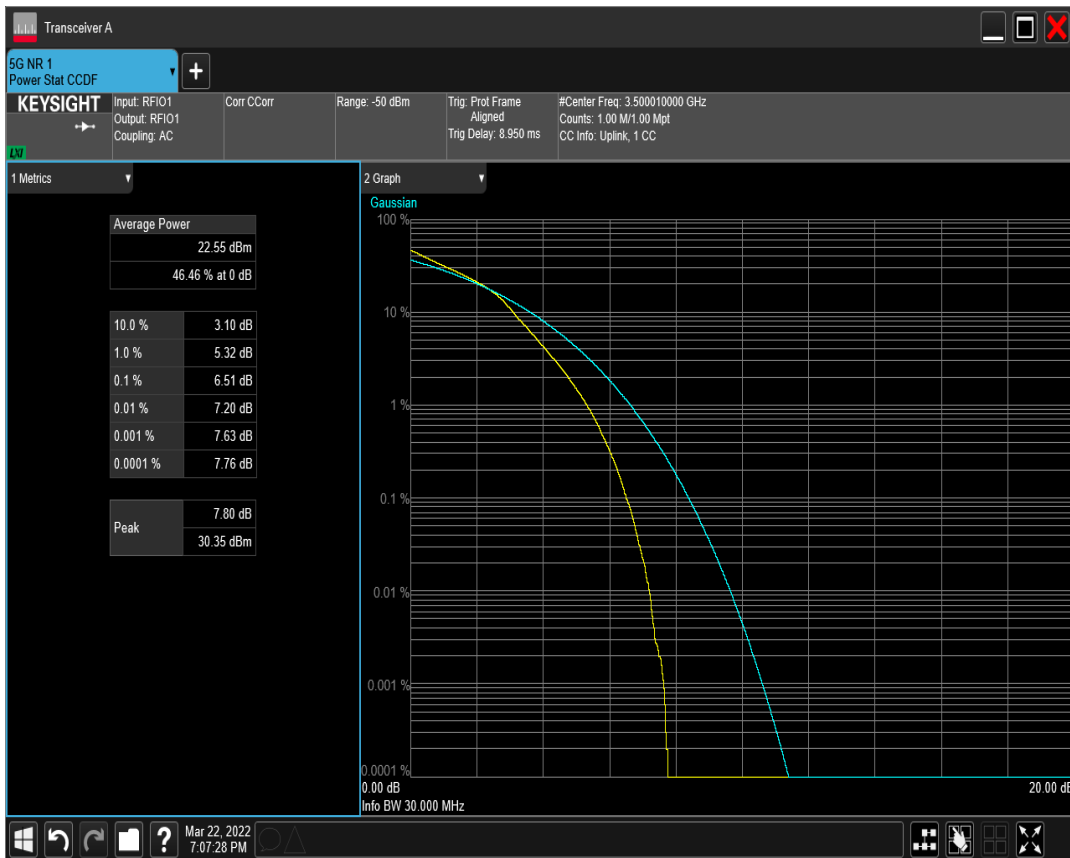 Transceiver A
5G NR 1
Power Stat CCDF
KEYSIGHT
LXI
Input: RFIO1
Output: RFIO1
Coupling: AC
Corr CCorr
Range: -50 dBm
Trig: Prot Frame
Aligned
Trig Delay: 8.950 ms
#Center Freq: 3.500010000 GHz
Counts: 1.00 M/1.00 Mpt
CC Info: Uplink, 1 CC
1 Metrics
Average Power
22.55 dBm
46.46 % at 0 dB
10.0 % 3.10 dB
1.0 % 5.32 dB
0.1 % 6.51 dB
0.01 % 7.20 dB
0.001 % 7.63 dB
0.0001 % 7.76 dB
Peak
7.80 dB
30.35 dBm
2 Graph
Gaussian
100 %
10 %
1 %
0.1 %
0.01 %
0.001 %
0.0001 %
0.00 dB 20.00 dB
Info BW 30.000 MHz
Mar 22, 2022
7:07:28 PM